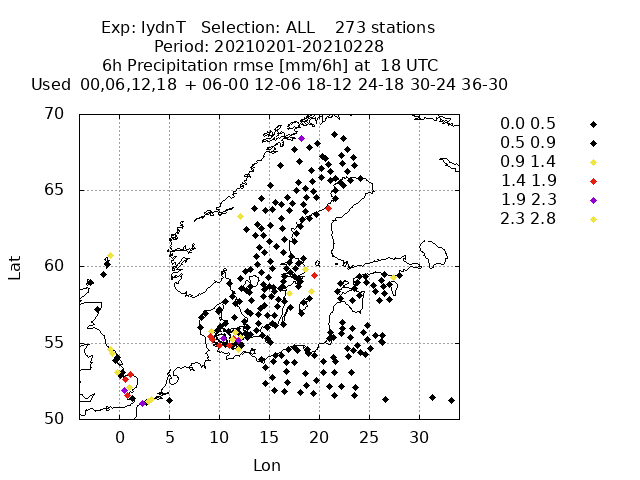 Exp: IydnT   Selection: ALL    273 stations
Period: 20210201-20210228
6h Precipitation rmse [mm/6h] at  18 UTC
Used  00,06,12,18  + 06-00 12-06 18-12 24-18 30-24 36-30
0.0 0.5
0.5 0.9
0.9 1.4
1.4 1.9
1.9 2.3
2.3 2.8
70
65
60
55
50
Lat
0 5 10 15 20 25 30
Lon